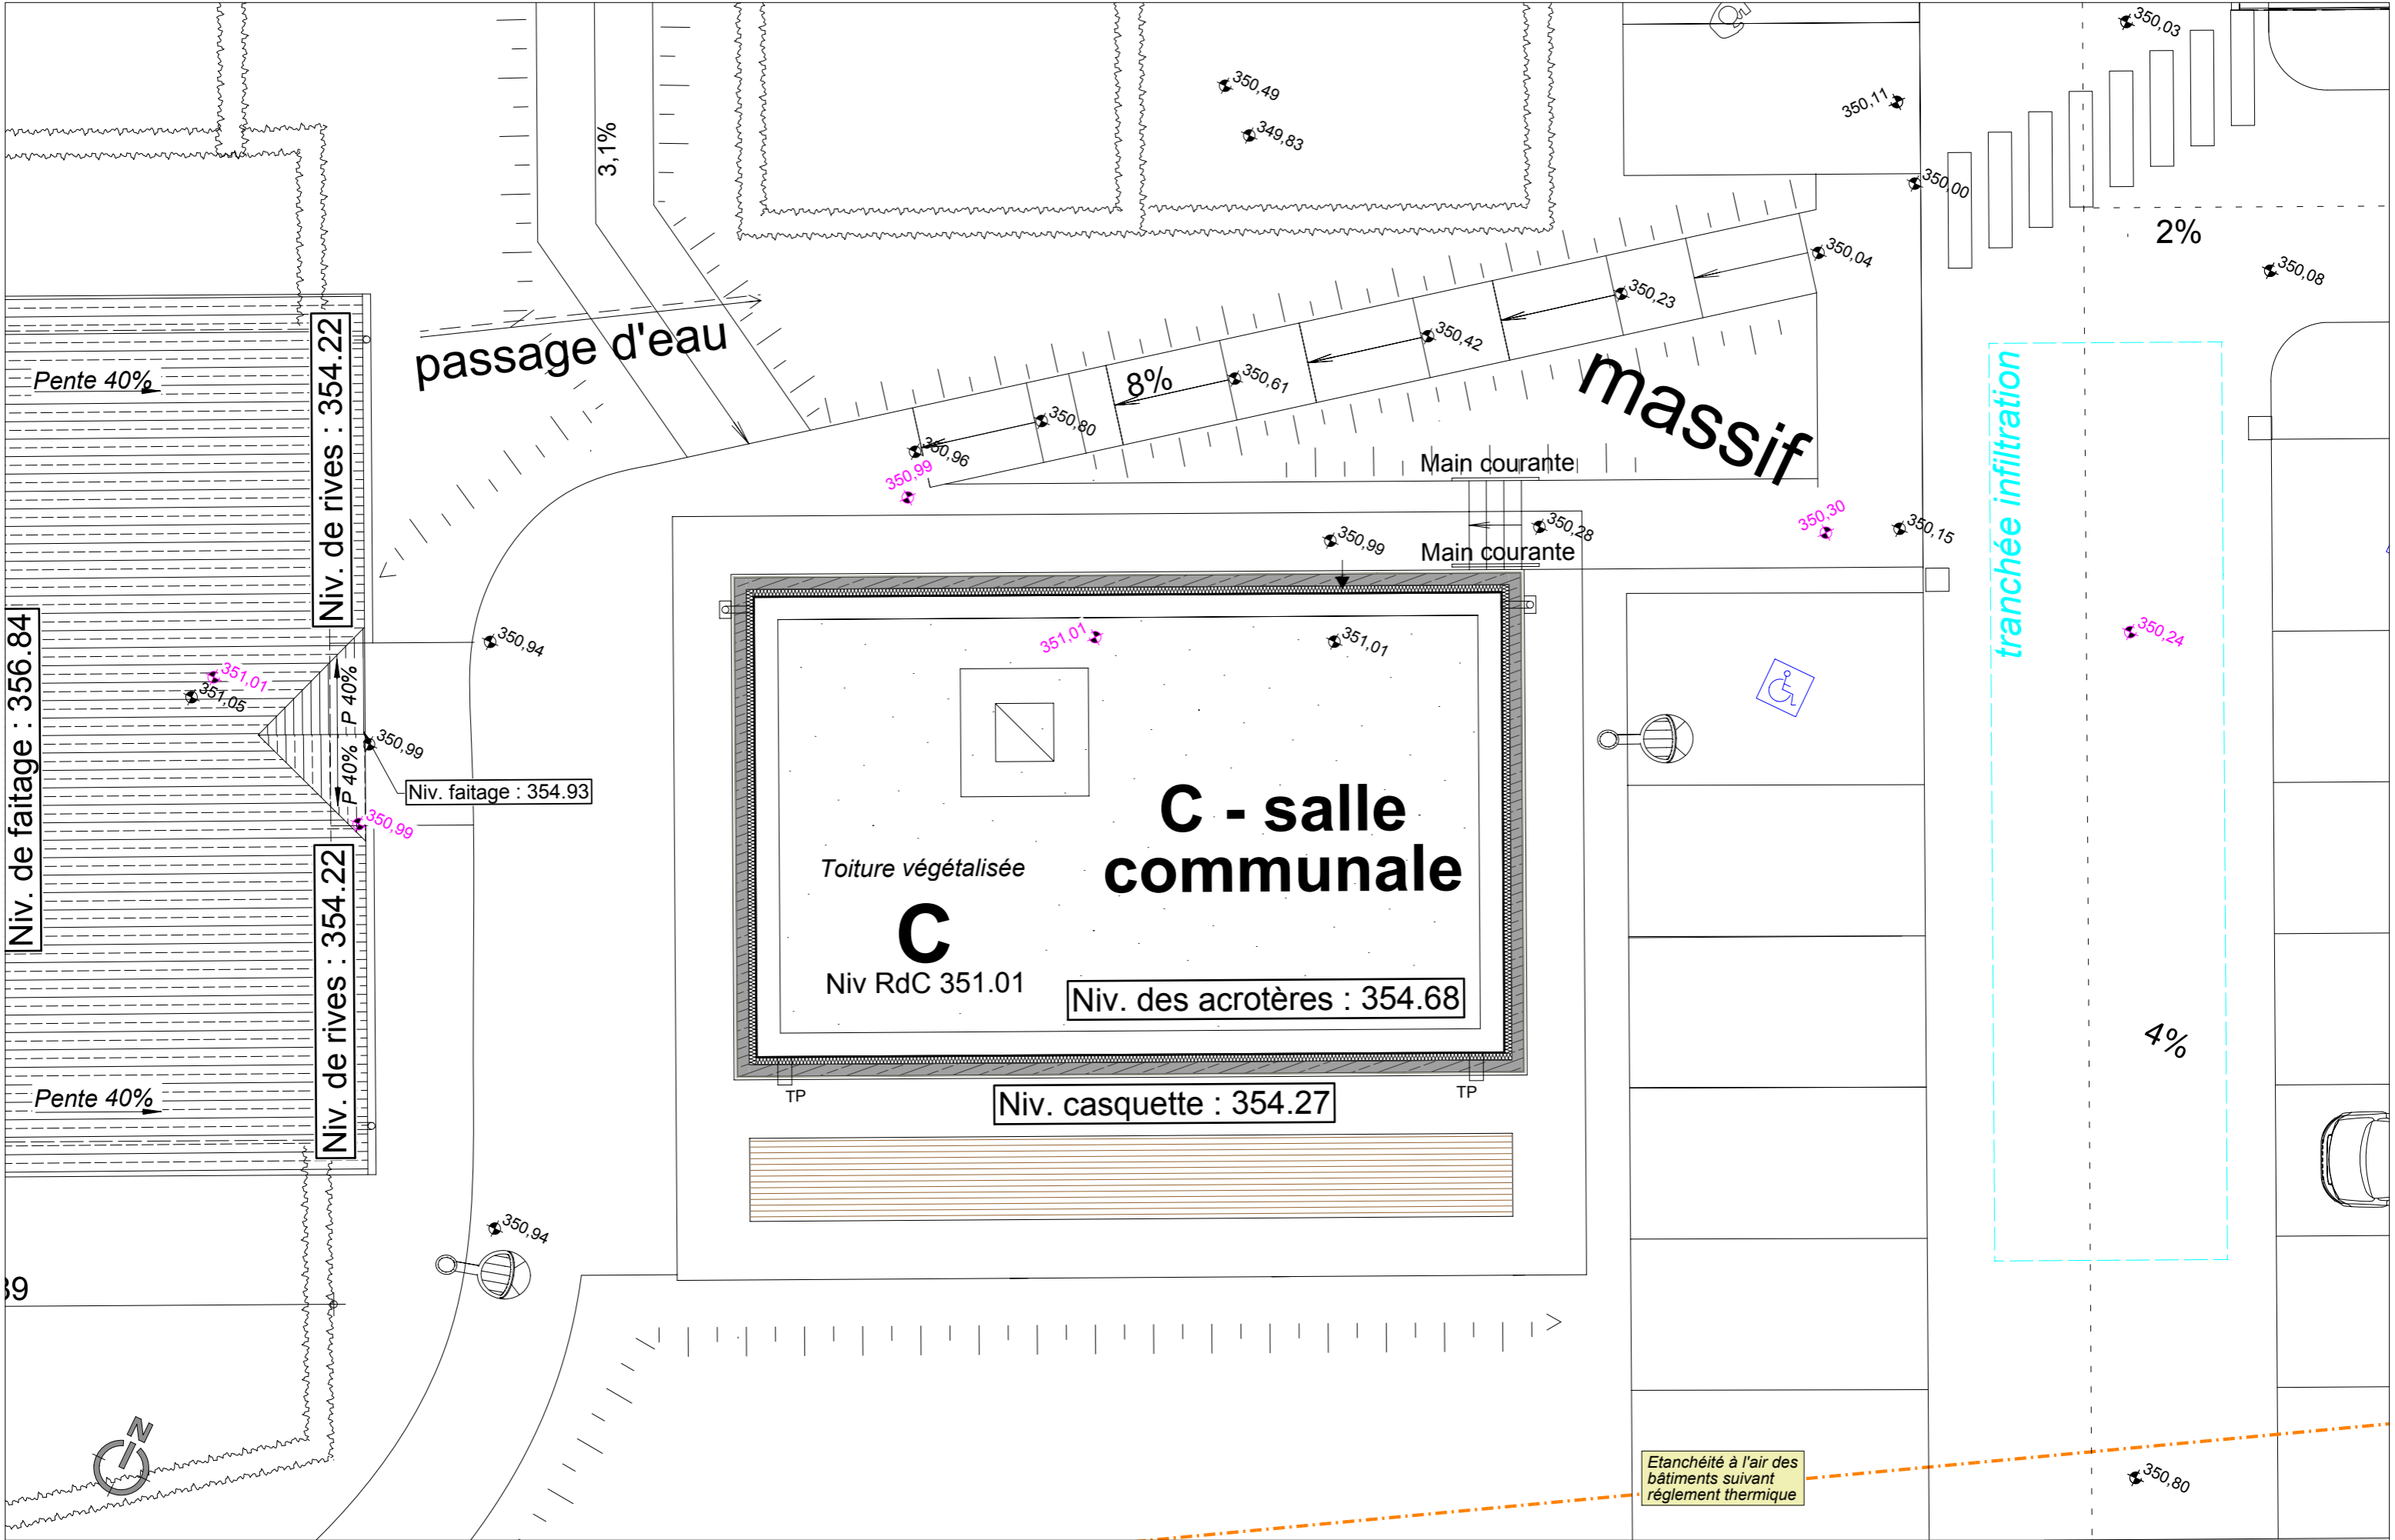 350,03
350,49
350,11
349,83
3,1%
350,00
2%
350,04
350,08
350,23
passage d'eau
350,42
Pente 40%
Niv. de rives : 354.22
8%
350,61
massif
tranchée infiltration
350,80
350,96
350,99
Main courante
350,30
350,28
350,15
350,99
Main courante
350,94
351,01
351,01
350,24
351,01
351,05
Niv. de faitage : 356.84
P 40%
P 40%
350,99
Niv. faitage : 354.93
350,99
C - salle
communale
Toiture végétalisée
C
Niv RdC 351.01
Niv. des acrotères : 354.68
Niv. de rives : 354.22
4%
Pente 40%
TP
TP
Niv. casquette : 354.27
350,94
39
N
Etanchéité à l'air des
bâtiments suivant
réglement thermique
350,80